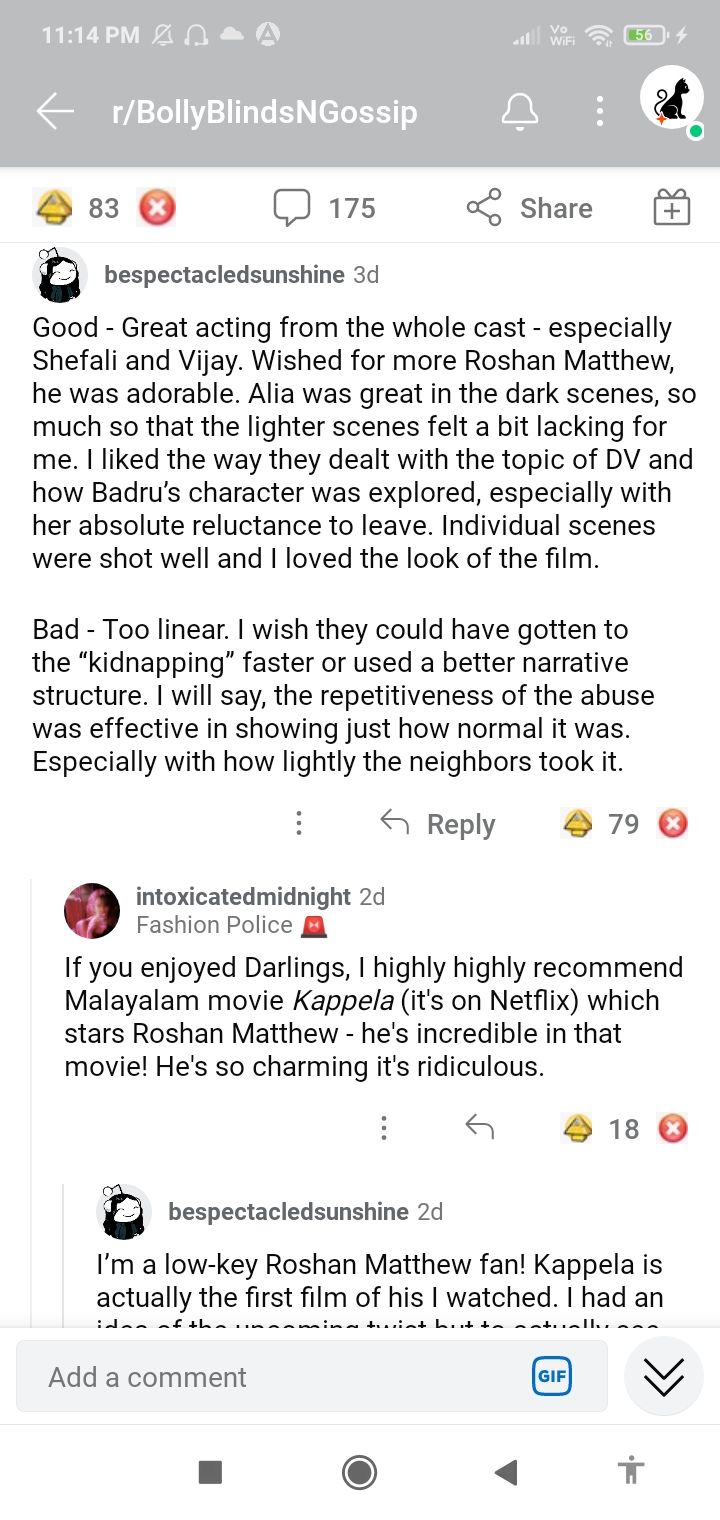 11:14 PM
Vo
WiFi
56
r/BollyBlindsNGossip
83
175
Share
bespectacledsunshine 3d
Good - Great acting from the whole cast - especially
Shefali and Vijay. Wished for more Roshan Matthew,
he was adorable. Alia was great in the dark scenes, so
much so that the lighter scenes felt a bit lacking for
me. I liked the way they dealt with the topic of DV and
how Badru’s character was explored, especially with
her absolute reluctance to leave. Individual scenes
were shot well and I loved the look of the film.
Bad - Too linear. I wish they could have gotten to
the “kidnapping” faster or used a better narrative
structure. I will say, the repetitiveness of the abuse
was effective in showing just how normal it was.
Especially with how lightly the neighbors took it.
Reply
79
intoxicatedmidnight 2d
Fashion Police
If you enjoyed Darlings, I highly highly recommend
Malayalam movie Kappela (it's on Netflix) which
stars Roshan Matthew - he's incredible in that
movie! He's so charming it's ridiculous.
18
bespectacledsunshine 2d
I’m a low-key Roshan Matthew fan! Kappela is
actually the first film of his I watched. I had an
idea of the upcoming twist but to actually see
Add a comment
GIF